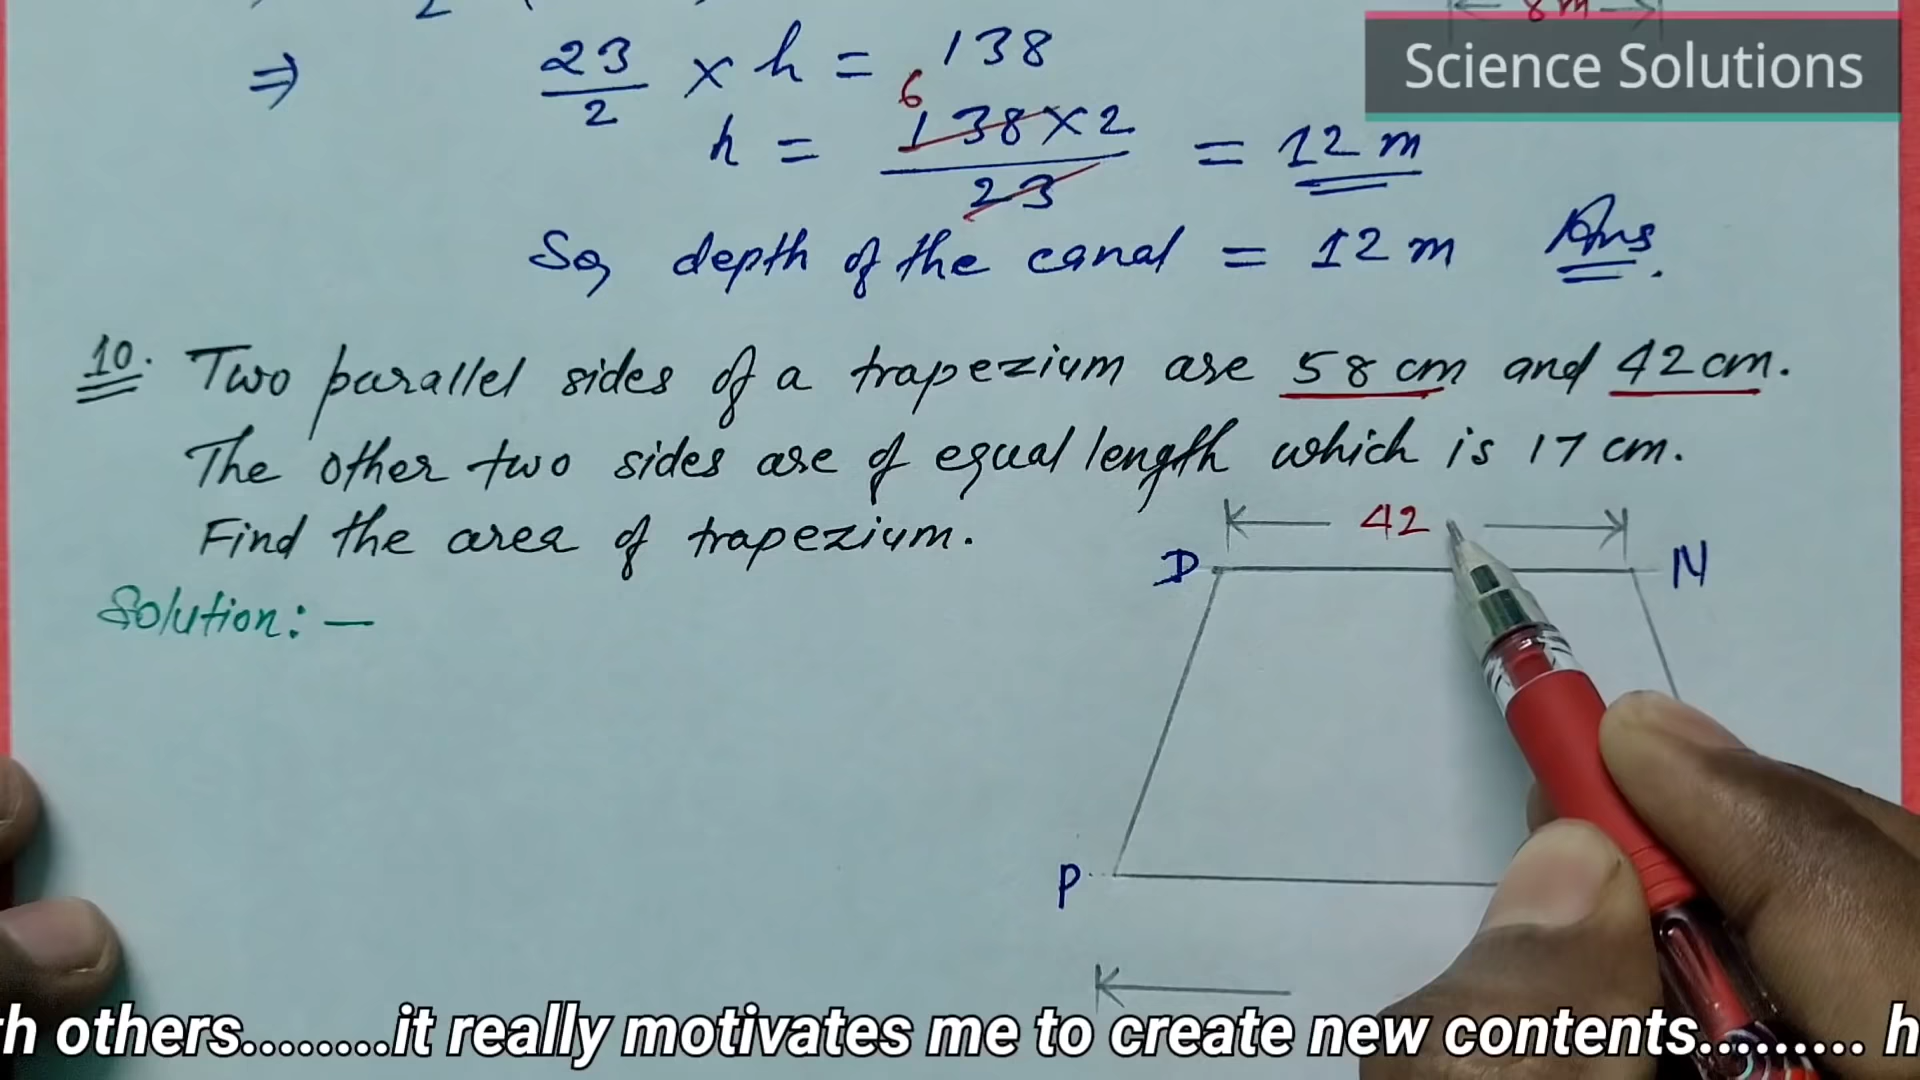 2
8 m
Science Solutions
⇒ 23/2 × h = 138
6
h = 138×2/23 = 12 m
So, depth of the canal = 12 m Ans.
10. Two parallel sides of a trapezium are 58 cm and 42 cm.
The other two sides are of equal length which is 17 cm.
Find the area of trapezium.
42
D N
Solution:—
P
others........it really motivates me to create new contents.........